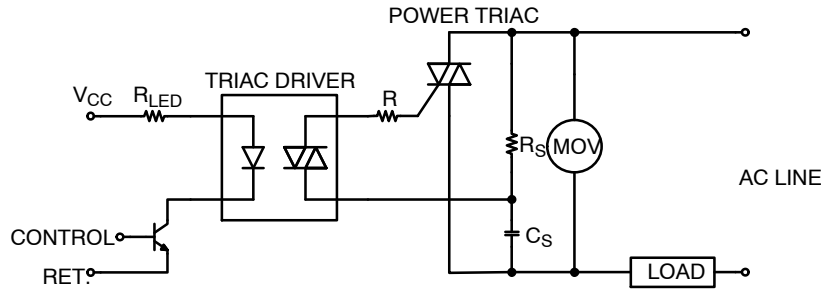 POWER TRIAC
TRIAC DRIVER
VCC
RLED
R
RS
MOV
AC LINE
CONTROL
CS
RET.
LOAD